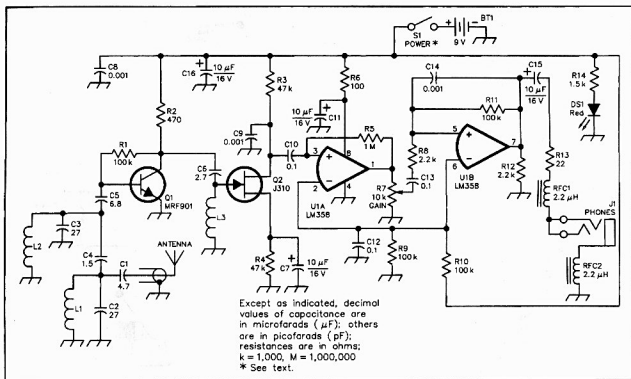 S1
POWER *
BT1
9 V
C8
0.001
C16
10 µF
16 V
R2
470
R3
47 k
R6
100
C14
0.001
C15
10 µF
16 V
R14
1.5 k
DS1
Red
R1
100k
C9
0.001
10 µF
16 V
C11
R11
100 k
C10
0.1
R5
1 M
R8
2.2 k
C13
0.1
R12
2.2 k
R13
22
C6
2.7
Q2
J310
Q1
MRF901
C5
6.8
L3
3
2
8
4
1
U1A
LM358
R7
10 k
GAIN
5
6
7
U1B
LM358
RFC1
2.2 µH
J1
PHONES
L2
C3
27
C4
1.5
C1
4.7
ANTENNA
R4
47 k
C7
10 µF
16 V
C12
0.1
R9
100 k
R10
100 k
RFC2
2.2 µH
L1
C2
27
Except as indicated, decimal
values of capacitance are
in microfarads ( µF); others
are in picofarads ( pF);
resistances are in ohms;
k = 1,000, M = 1,000,000
* See text.